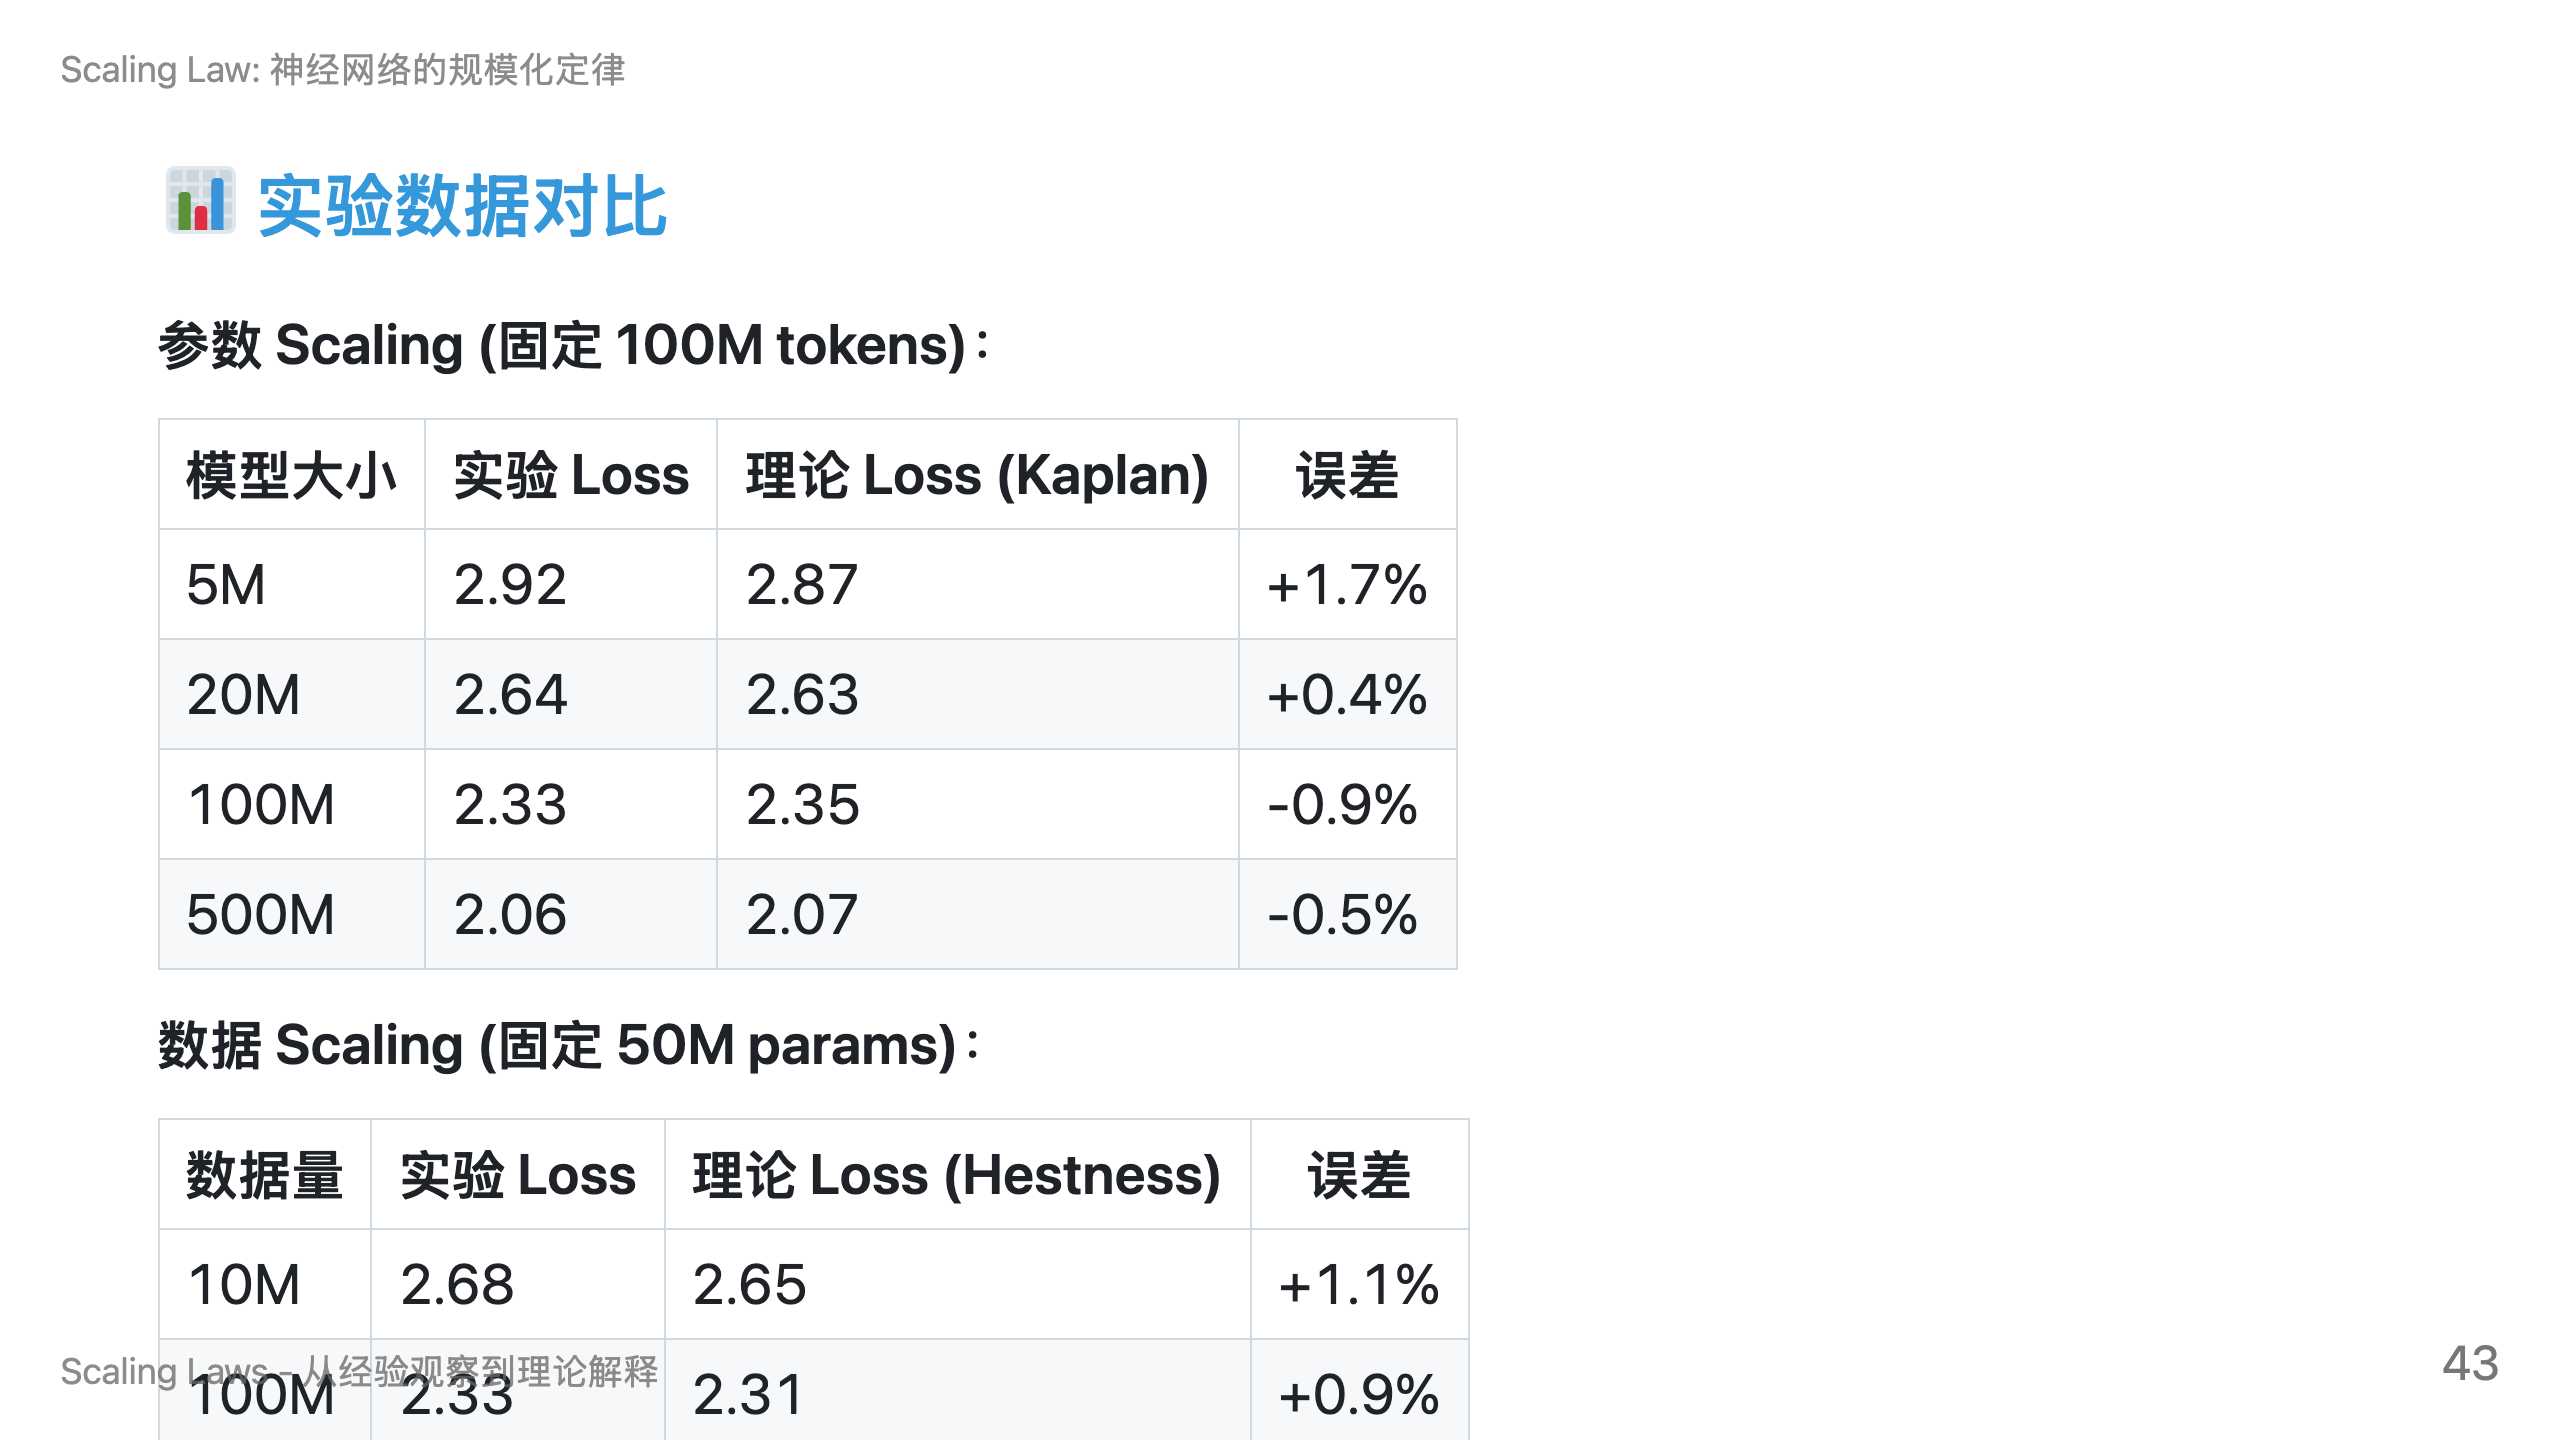 Scaling Law: 神经网络的规模化定律
📊 实验数据对比
参数 Scaling (固定 100M tokens)：
模型大小 实验 Loss 理论 Loss (Kaplan) 误差
5M 2.92 2.87 +1.7%
20M 2.64 2.63 +0.4%
100M 2.33 2.35 -0.9%
500M 2.06 2.07 -0.5%
数据 Scaling (固定 50M params)：
数据量 实验 Loss 理论 Loss (Hestness) 误差
10M 2.68 2.65 +1.1%
100M 2.33 2.31 +0.9%
Scaling Laws - 从经验观察到理论解释
43